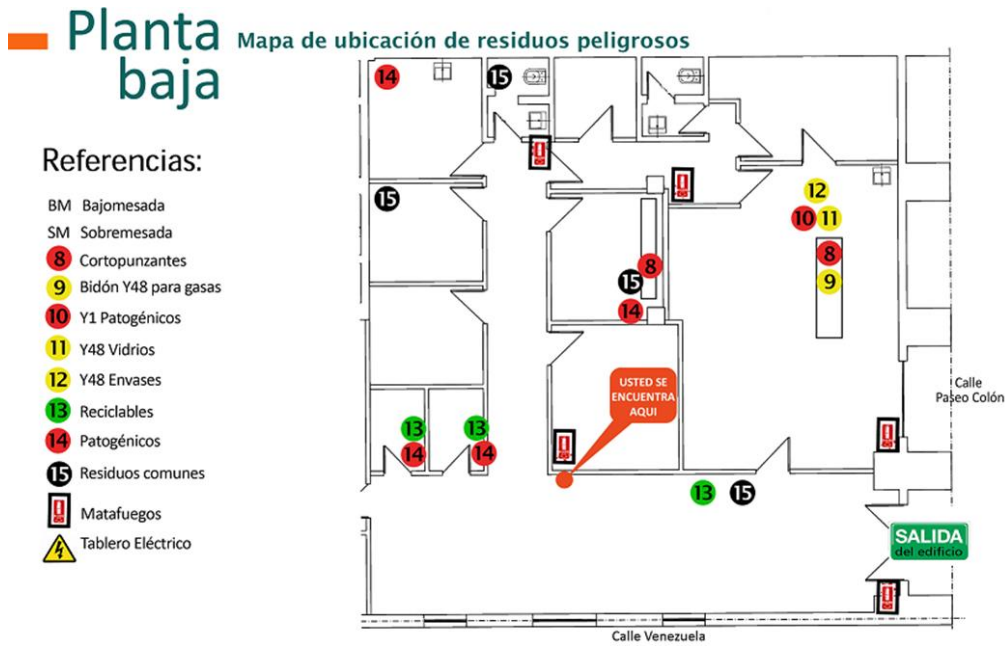 Planta
baja
Mapa de ubicación de residuos peligrosos
Referencias:
BM Bajomesada
SM Sobremesada
8 Cortopunzantes
9 Bidón Y48 para gasas
10 Y1 Patogénicos
11 Y48 Vidrios
12 Y48 Envases
13 Reciclables
14 Patogénicos
15 Residuos comunes
Matafuegos
Tablero Eléctrico
14
15
15
12
10 11
8
9
8
15
14
USTED SE
ENCUENTRA
AQUI
Calle
Paseo Colón
13
14
13
14
13 15
SALIDA
del edificio
Calle Venezuela